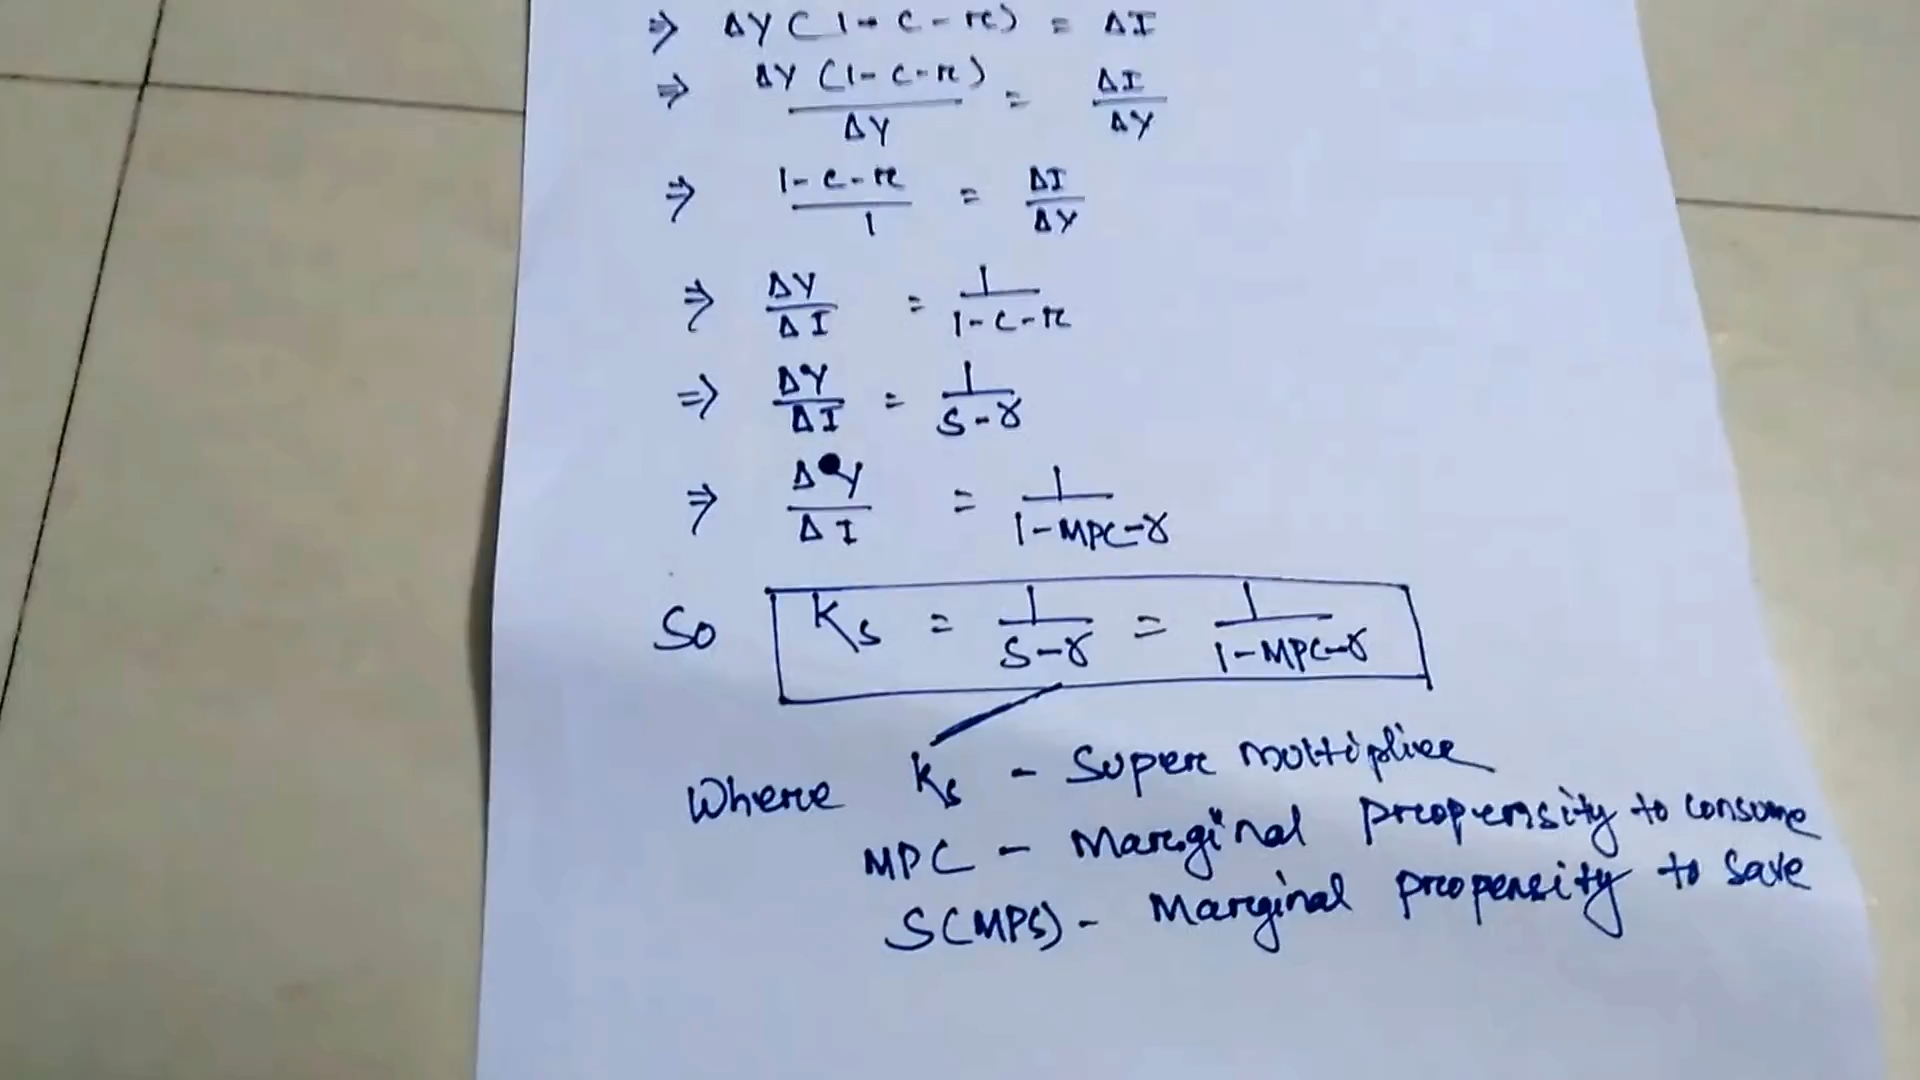 ⇒ ΔY (1 - c - r) = ΔI
⇒ ΔY (1 - c - r) / ΔY = ΔI / ΔY
⇒ 1 - c - r / 1 = ΔI / ΔY
⇒ ΔY / ΔI = 1 / 1 - c - r
⇒ ΔY / ΔI = 1 / s - γ
⇒ ΔY / ΔI = 1 / 1 - MPC - γ
So Ks = 1 / s - γ = 1 / 1 - MPC - γ
Where Ks - Super multiplier
MPC - Marginal propensity to consume
S(MPS) - Marginal propensity to save